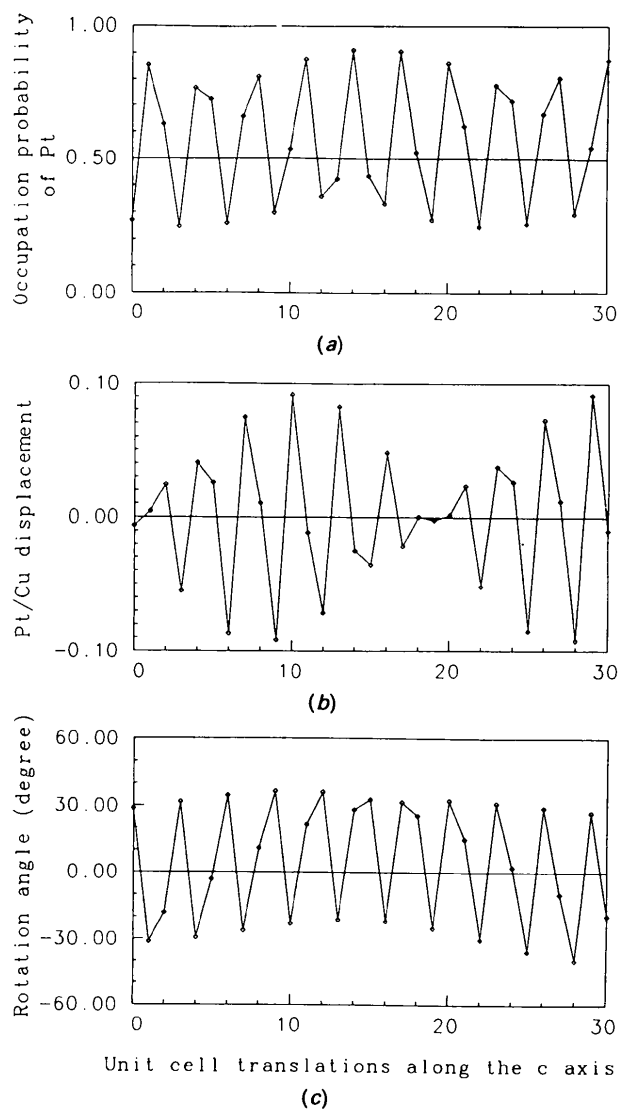 1.00
0.50
0.00
Occupation probability
of Pt
0
10
20
30
(a)
0.10
0.00
-0.10
Pt/Cu displacement
0
10
20
30
(b)
60.00
30.00
0.00
-30.00
-60.00
Rotation angle (degree)
0
10
20
30
Unit cell translations along the c axis
(c)